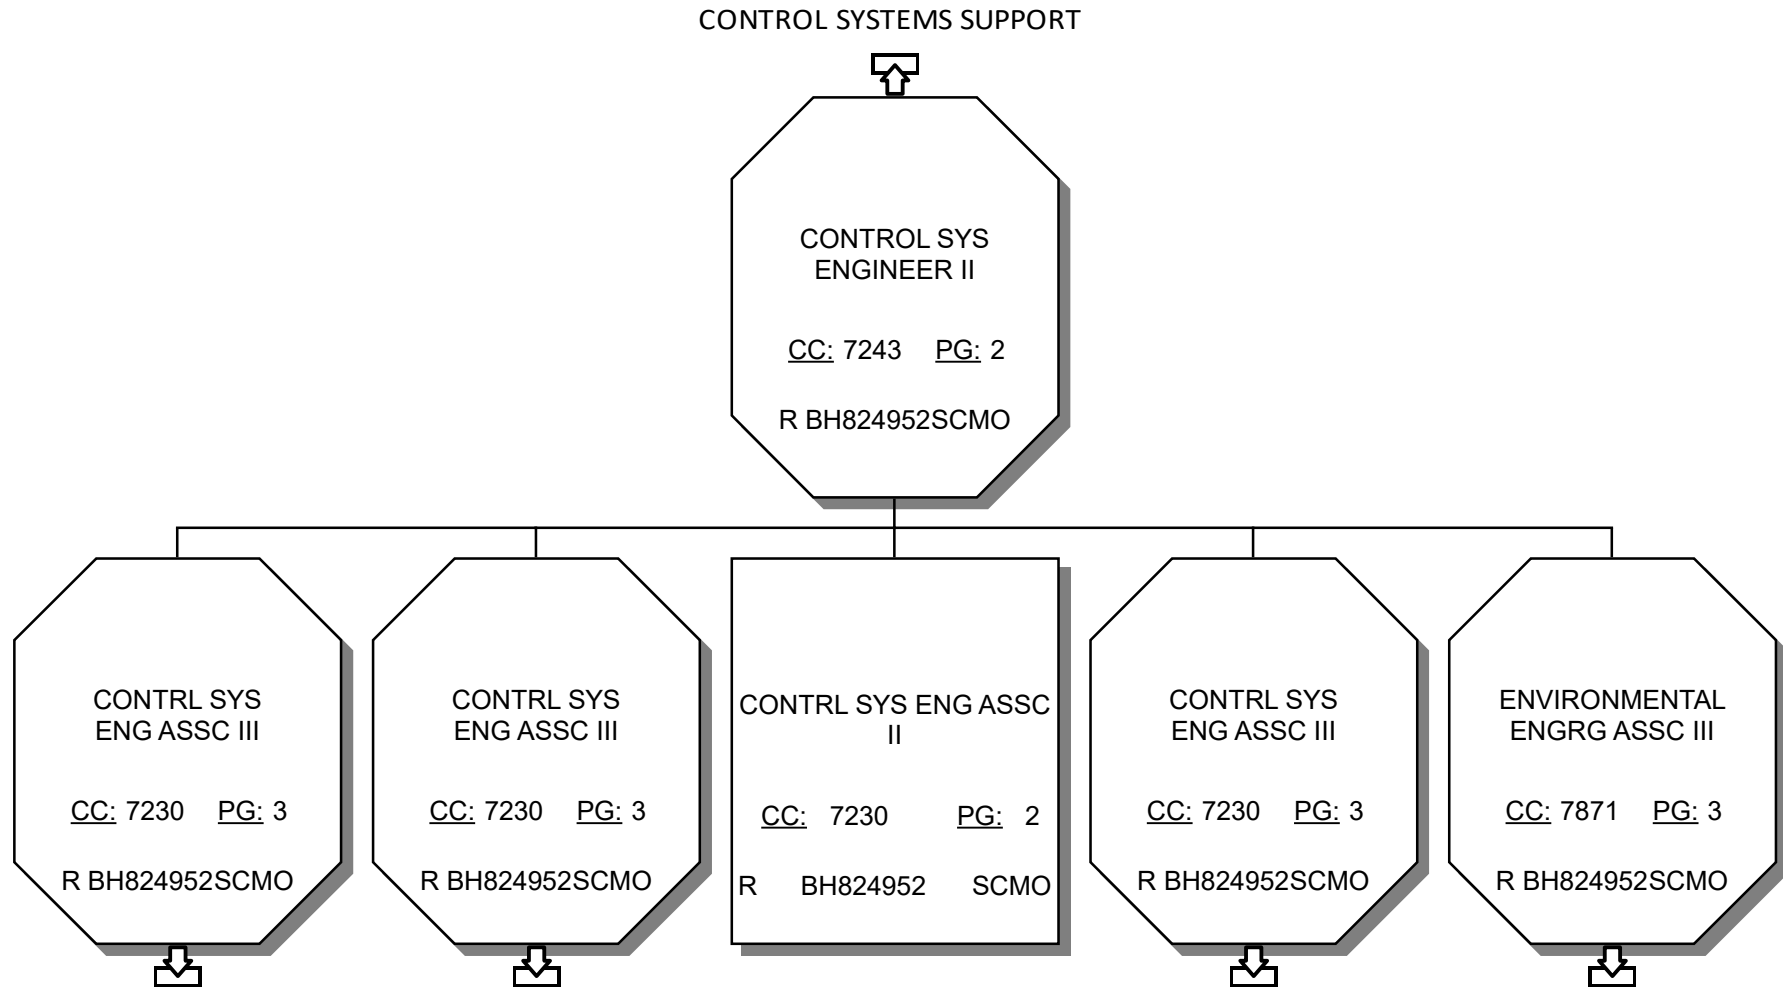 CONTROL SYSTEMS SUPPORT
CONTROL SYS
ENGINEER II
CC: 7243 PG: 2
R BH824952SCMO
CONTRL SYS
ENG ASSC III
CC: 7230 PG: 3
R BH824952SCMO
CONTRL SYS
ENG ASSC III
CC: 7230 PG: 3
R BH824952SCMO
CONTRL SYS ENG ASSC
II
CC: 7230 PG: 2
R BH824952 SCMO
CONTRL SYS
ENG ASSC III
CC: 7230 PG: 3
R BH824952SCMO
ENVIRONMENTAL
ENGRG ASSC III
CC: 7871 PG: 3
R BH824952SCMO